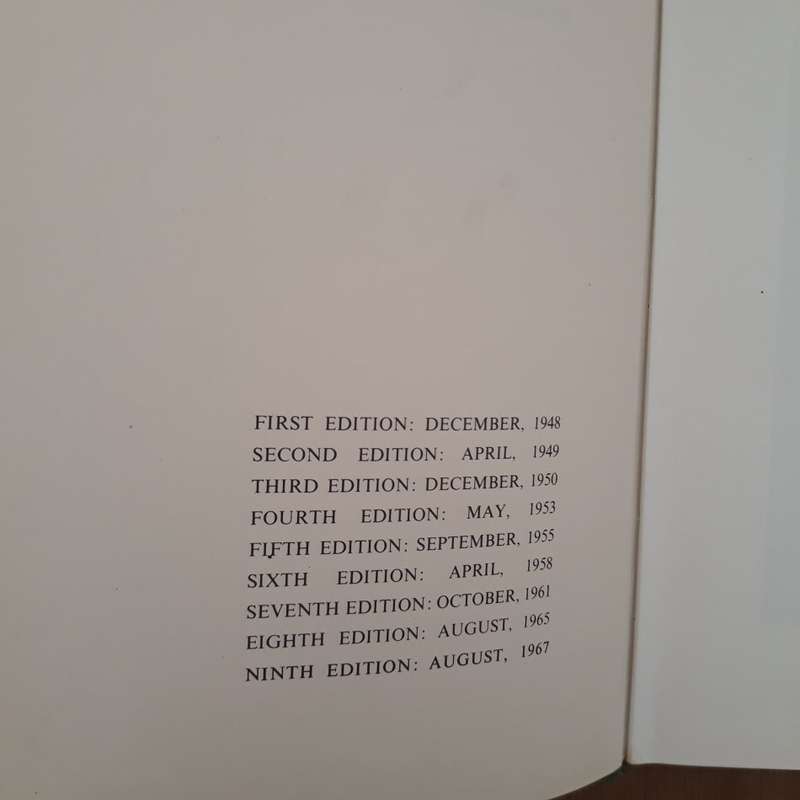 FIRST EDITION: DECEMBER, 1948
SECOND EDITION: APRIL, 1949
THIRD EDITION: DECEMBER, 1950
FOURTH EDITION: MAY, 1953
FIFTH EDITION: SEPTEMBER, 1955
SIXTH EDITION: APRIL, 1958
SEVENTH EDITION: OCTOBER, 1961
EIGHTH EDITION: AUGUST, 1965
NINTH EDITION: AUGUST, 1967